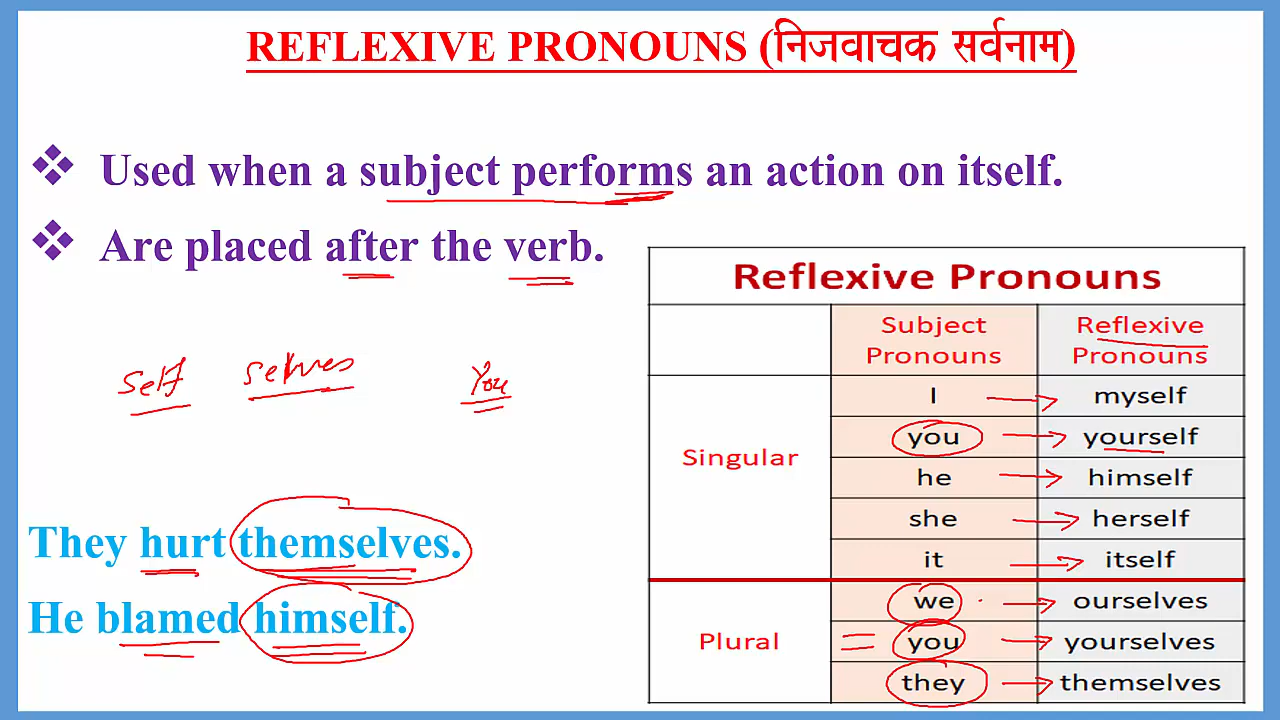 REFLEXIVE PRONOUNS (निजवाचक सर्वनाम)
❖ Used when a subject performs an action on itself.
❖ Are placed after the verb.
self selves You
They hurt themselves.
He blamed himself.
Reflexive Pronouns
Subject Pronouns Reflexive Pronouns
Singular
I myself
you yourself
he himself
she herself
it itself
Plural
we ourselves
you yourselves
they themselves